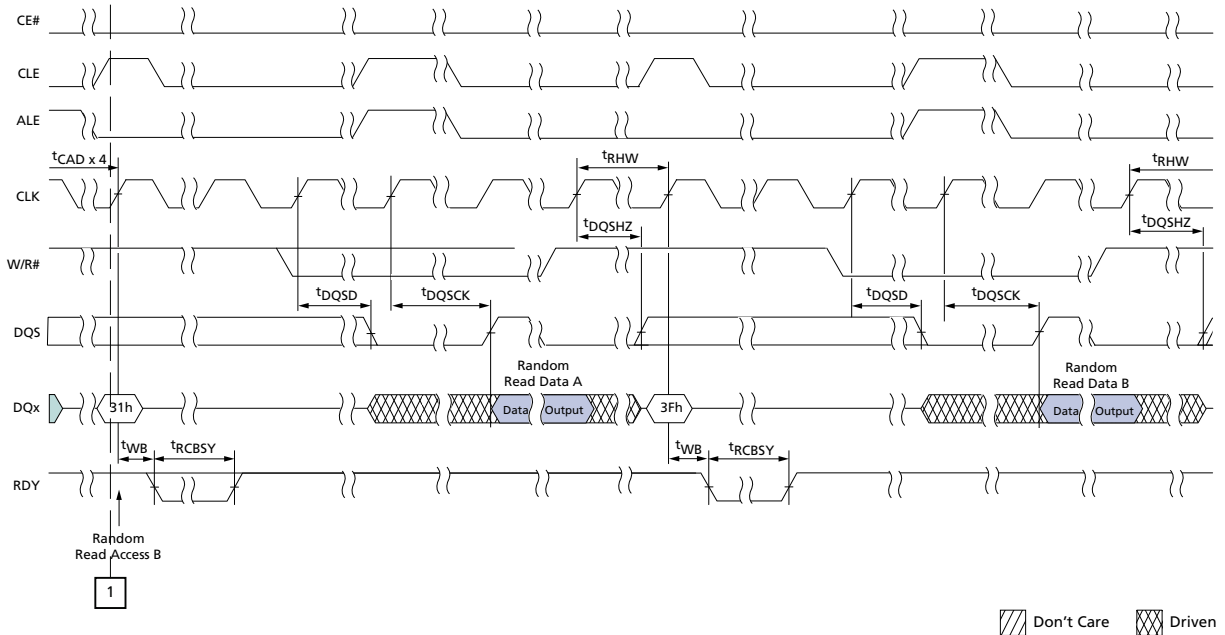 CE#
CLE
ALE
tCAD x 4
tRHW
tRHW
CLK
tDQSHZ
tDQSHZ
W/R#
tDQSD
tDQSCK
tDQSD
tDQSCK
DQS
Random
Read Data A
Random
Read Data B
DQx
31h
Data Output
3Fh
Data Output
tWB
tRCBSY
tWB
tRCBSY
RDY
Random
Read Access B
1
Don't Care
Driven